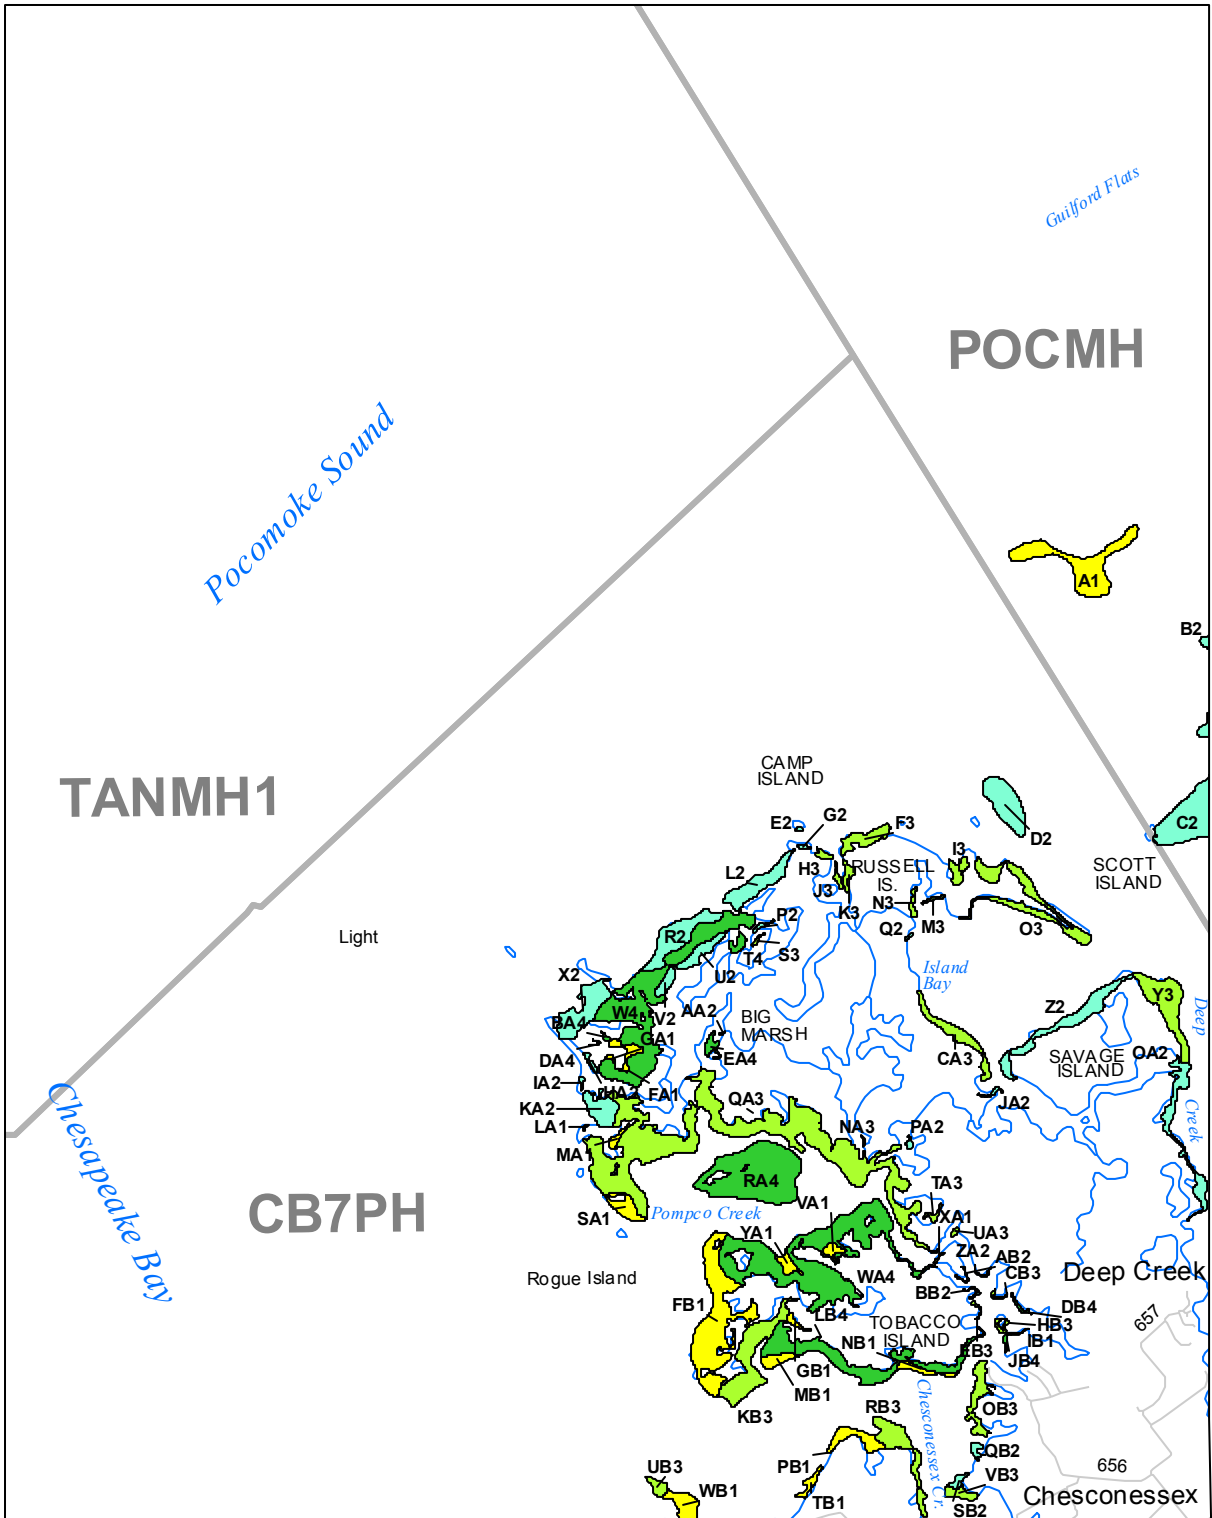 Guilford Flats
POCMH
Pocomoke Sound
A1
B2
TANMH1
CAMP
ISLAND
E2
G2
F3
C2
D2
I3
H3
RUSSELL
IS.
SCOTT
ISLAND
L2
J3
N3
K3
M3
O3
P2
Q2
Light
R2
S3
T4
U2
X2
Island
Bay
Z2
Y3
Deep
Creek
W4
V2
AA2
BIG
MARSH
BA4
GA1
EA4
CA3
SAVAGE
ISLAND
OA2
DA4
IA2
HA2
FA1
KA2
QA3
JA2
LA1
NA3
PA2
MA1
RA4
TA3
Chesapeake Bay
CB7PH
SA1
Pompco Creek
VA1
XA1
YA1
UA3
ZA2
AB2
WA4
Rogue Island
BB2
CB3
Deep Creek
FB1
LB4
TOBACCO
ISLAND
DB4
HB3
657
NB1
EB3
IB1
JB4
GB1
MB1
KB3
RB3
OB3
Chesconessex Cr.
QB2
PB1
UB3
WB1
TB1
VB3
656
SB2
Chesconessex